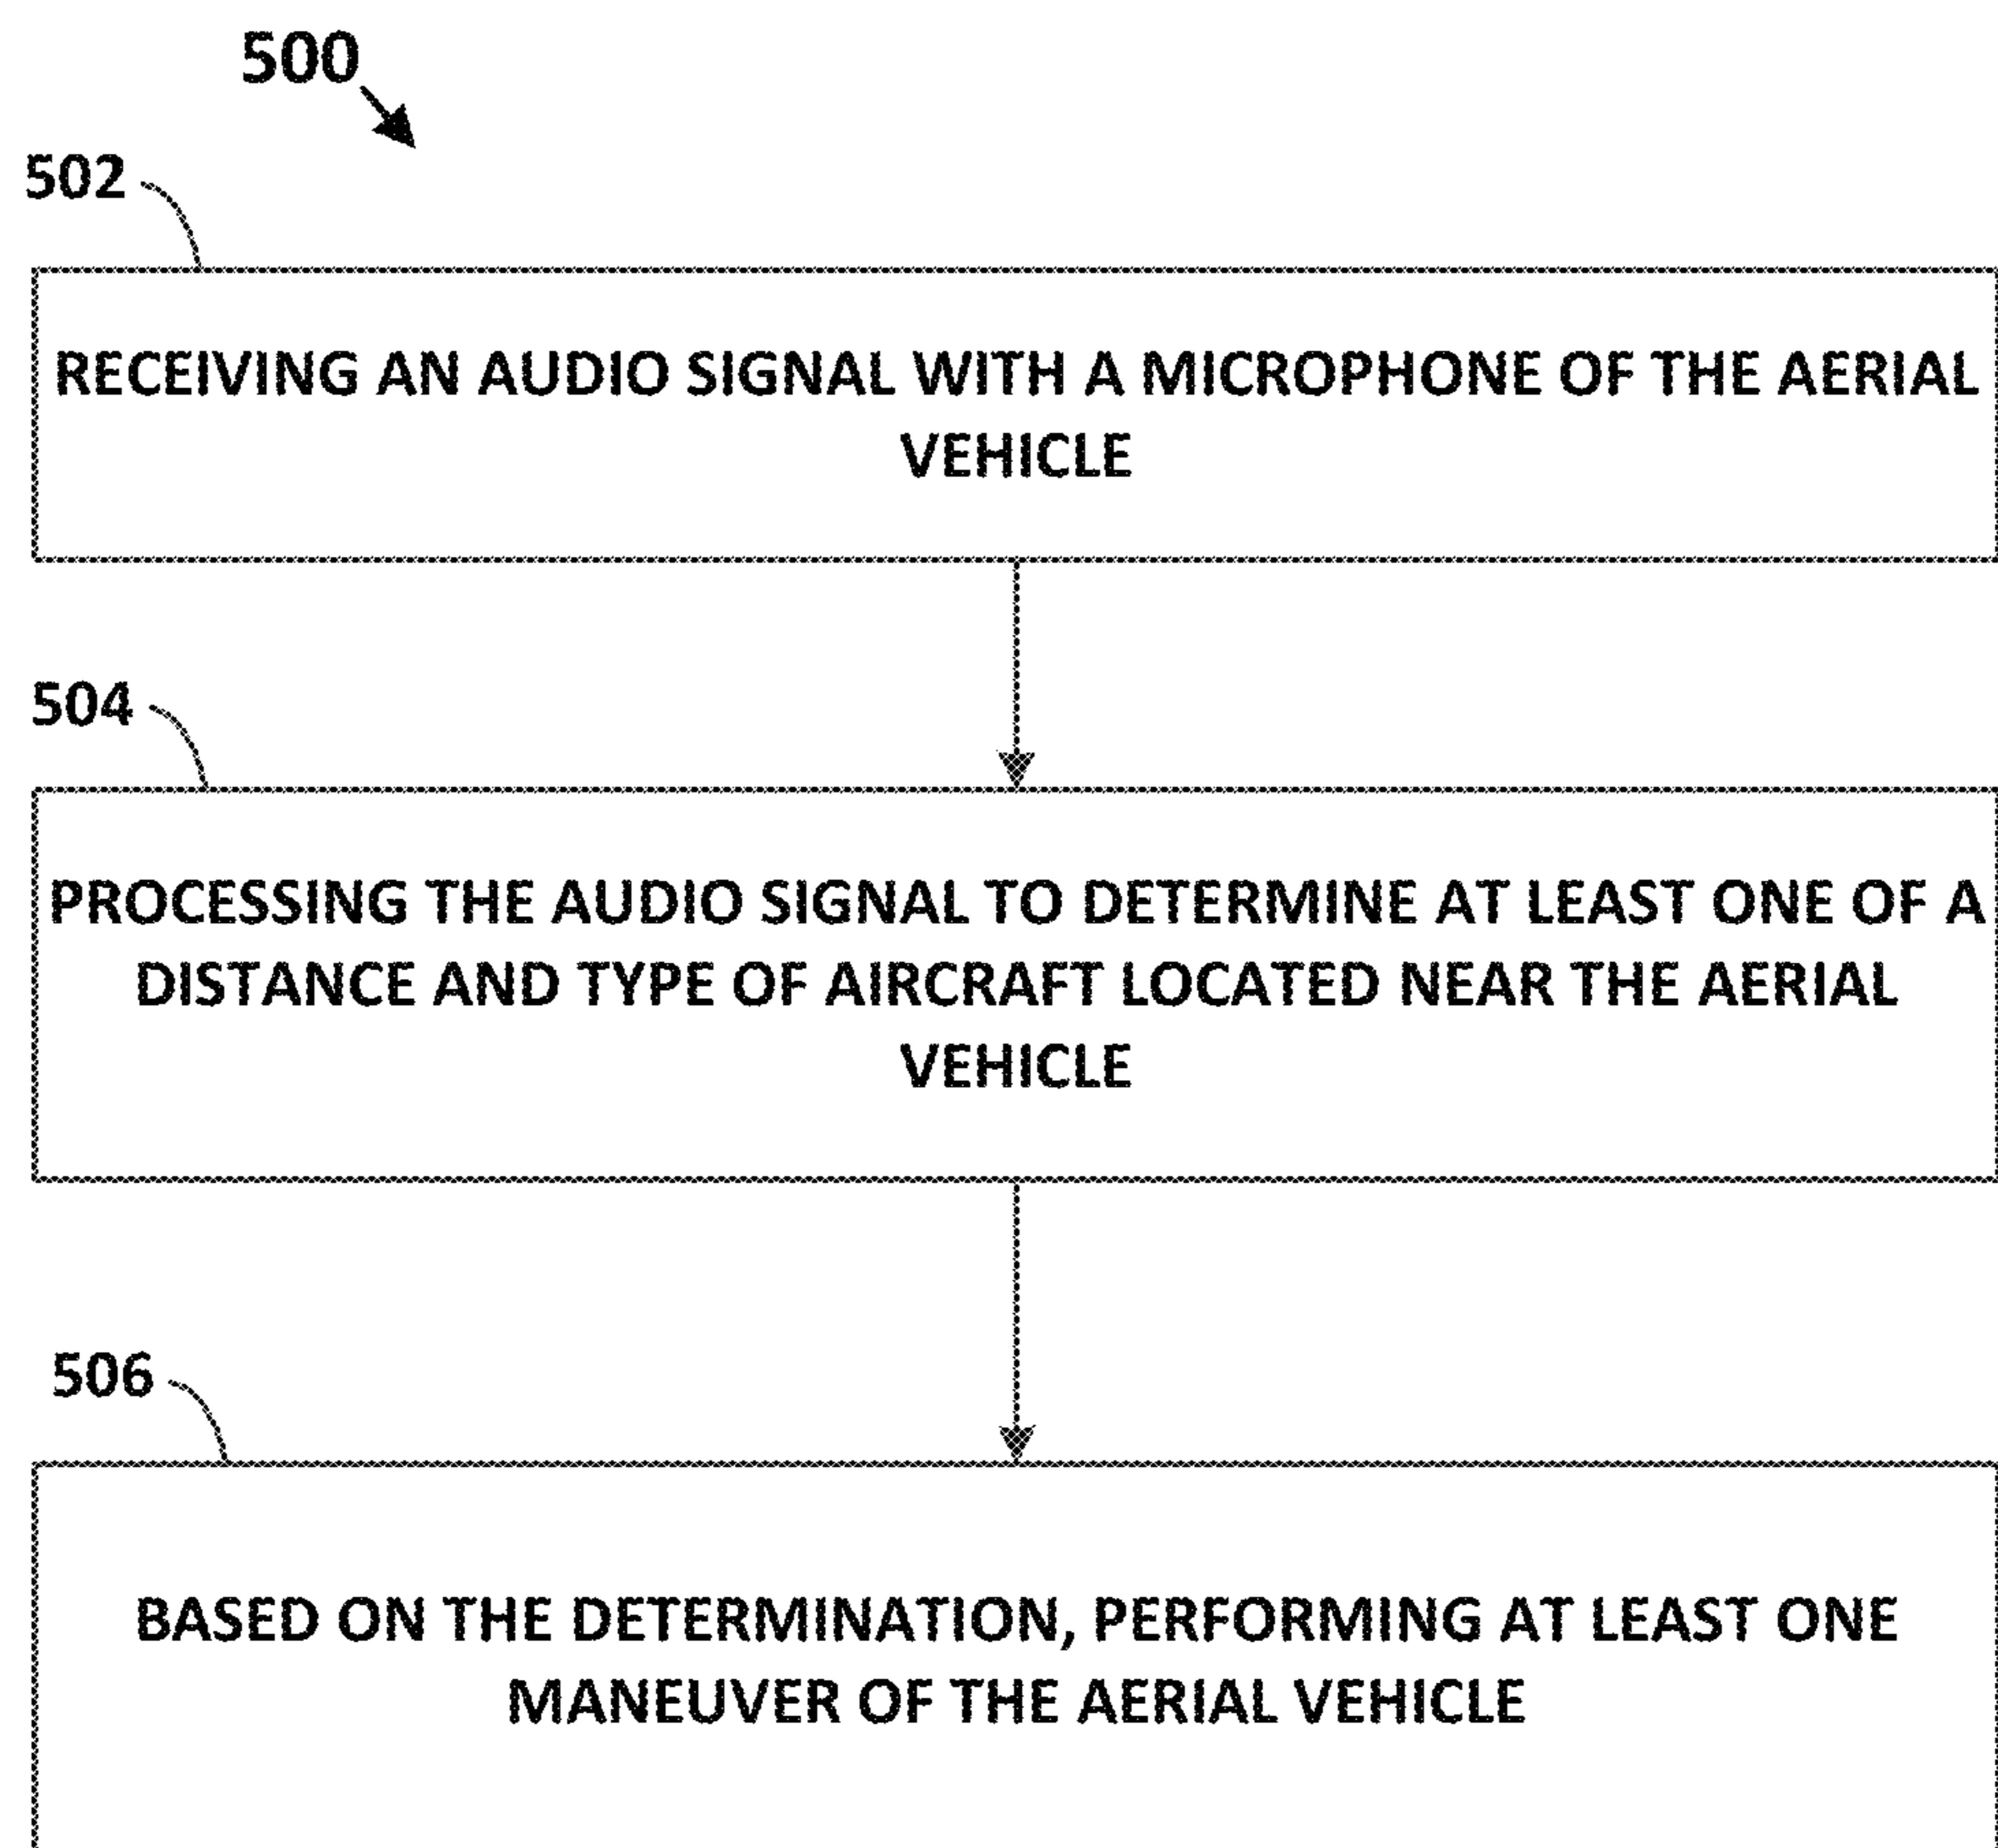 500
502
RECEIVING AN AUDIO SIGNAL WITH A MICROPHONE OF THE AERIAL
VEHICLE
504
PROCESSING THE AUDIO SIGNAL TO DETERMINE AT LEAST ONE OF A
DISTANCE AND TYPE OF AIRCRAFT LOCATED NEAR THE AERIAL
VEHICLE
506
BASED ON THE DETERMINATION, PERFORMING AT LEAST ONE
MANEUVER OF THE AERIAL VEHICLE